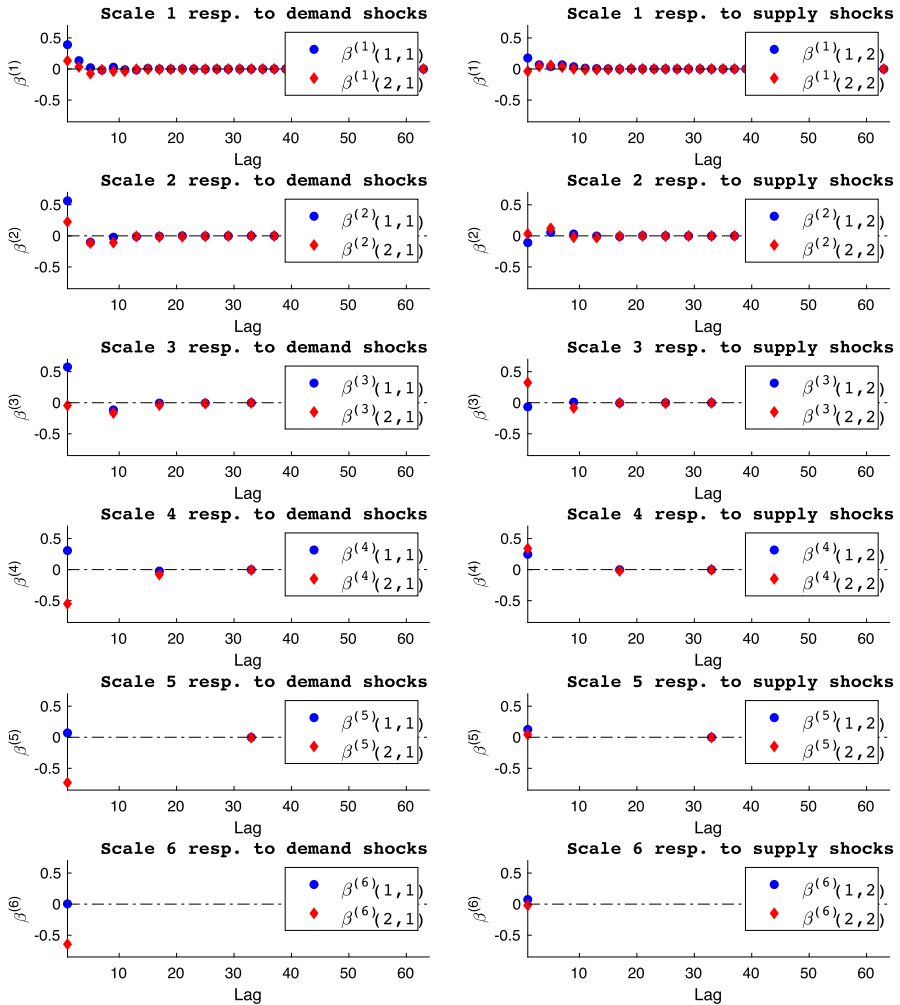 Scale 1 resp. to demand shocks
0.5
0
-0.5
β(1)
β(1)(1,1)
β(1)(2,1)
10 20 30 40 50 60
Lag
Scale 1 resp. to supply shocks
0.5
0
-0.5
β(1)
β(1)(1,2)
β(1)(2,2)
10 20 30 40 50 60
Lag
Scale 2 resp. to demand shocks
0.5
0
-0.5
β(2)
β(2)(1,1)
β(2)(2,1)
10 20 30 40 50 60
Lag
Scale 2 resp. to supply shocks
0.5
0
-0.5
β(2)
β(2)(1,2)
β(2)(2,2)
10 20 30 40 50 60
Lag
Scale 3 resp. to demand shocks
0.5
0
-0.5
β(3)
β(3)(1,1)
β(3)(2,1)
10 20 30 40 50 60
Lag
Scale 3 resp. to supply shocks
0.5
0
-0.5
β(3)
β(3)(1,2)
β(3)(2,2)
10 20 30 40 50 60
Lag
Scale 4 resp. to demand shocks
0.5
0
-0.5
β(4)
β(4)(1,1)
β(4)(2,1)
10 20 30 40 50 60
Lag
Scale 4 resp. to supply shocks
0.5
0
-0.5
β(4)
β(4)(1,2)
β(4)(2,2)
10 20 30 40 50 60
Lag
Scale 5 resp. to demand shocks
0.5
0
-0.5
β(5)
β(5)(1,1)
β(5)(2,1)
10 20 30 40 50 60
Lag
Scale 5 resp. to supply shocks
0.5
0
-0.5
β(5)
β(5)(1,2)
β(5)(2,2)
10 20 30 40 50 60
Lag
Scale 6 resp. to demand shocks
0.5
0
-0.5
β(6)
β(6)(1,1)
β(6)(2,1)
10 20 30 40 50 60
Lag
Scale 6 resp. to supply shocks
0.5
0
-0.5
β(6)
β(6)(1,2)
β(6)(2,2)
10 20 30 40 50 60
Lag